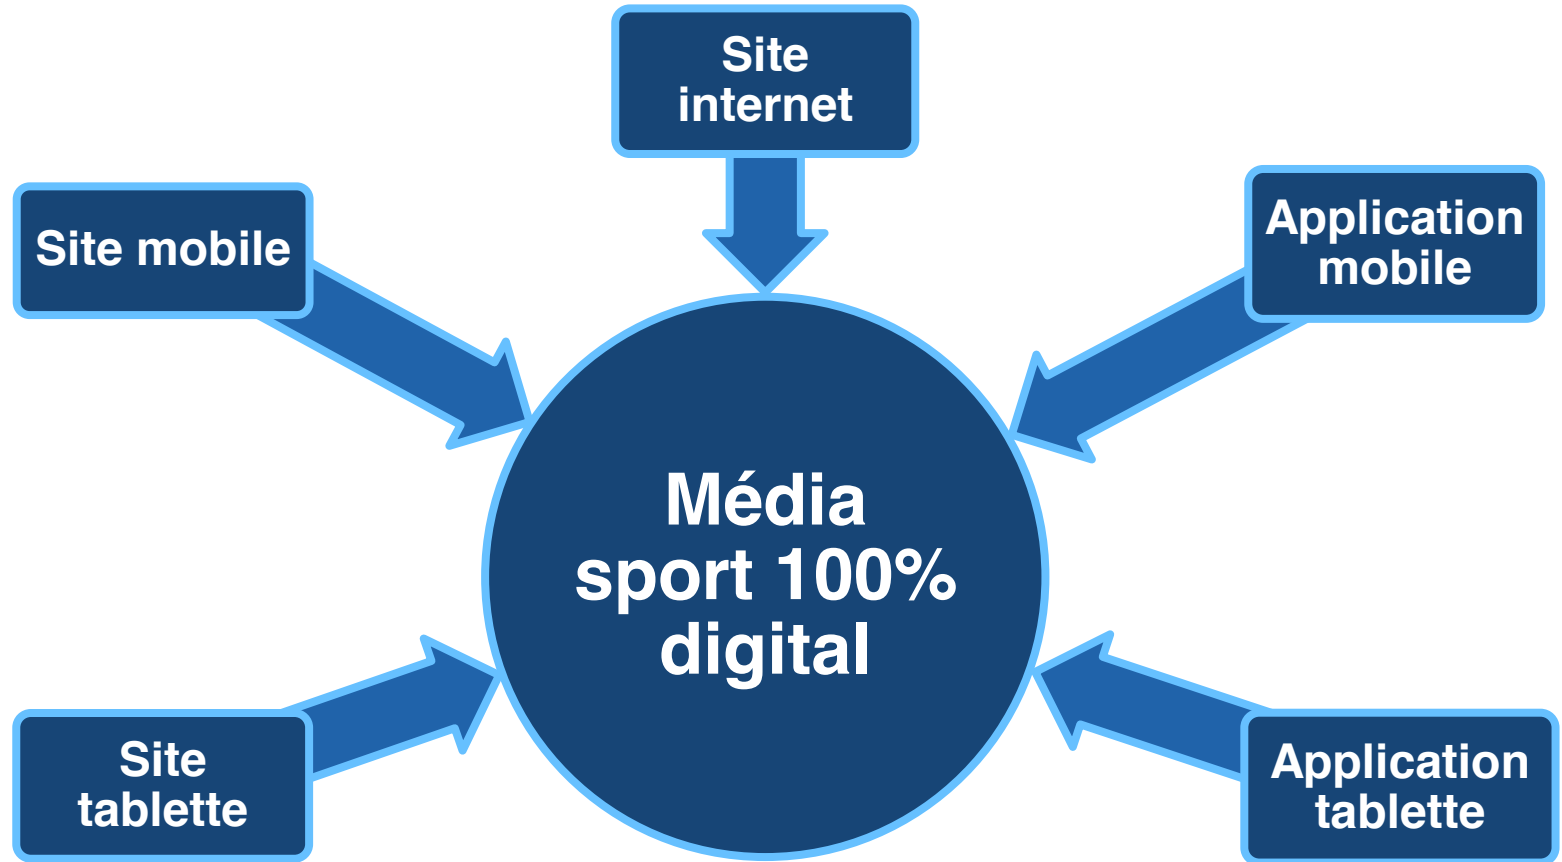 Site
internet
Site mobile
Application
mobile
Média
sport 100%
digital
Site
tablette
Application
tablette